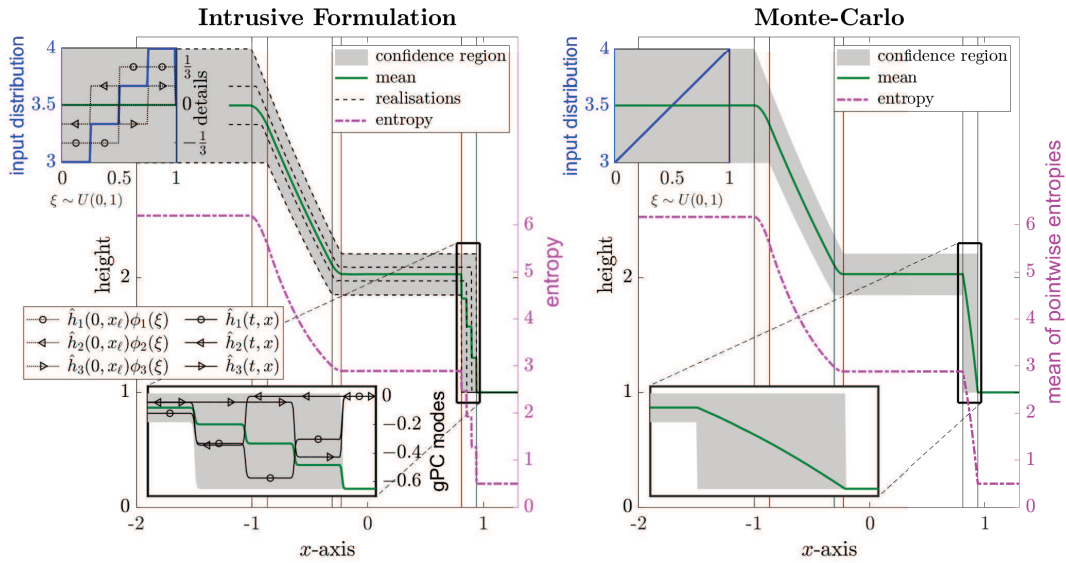 Intrusive Formulation
input distribution
4
3.5
3
0
0.5
1
ξ ∼ U(0, 1)
1/3
0
−1/3
details
confidence region
mean
realisations
entropy
height
2
1
0
ĥ₁(0, xℓ)ϕ₁(ξ)
ĥ₂(0, xℓ)ϕ₂(ξ)
ĥ₃(0, xℓ)ϕ₃(ξ)
ĥ₁(t, x)
ĥ₂(t, x)
ĥ₃(t, x)
0
−0.2
−0.4
−0.6
gPC modes
6
5
4
3
2
1
0
entropy
-2
-1
0
1
x-axis
Monte-Carlo
input distribution
4
3.5
3
0
0.5
1
ξ ∼ U(0, 1)
confidence region
mean
entropy
height
2
1
0
6
5
4
3
2
1
0
mean of pointwise entropies
-2
-1
0
1
x-axis